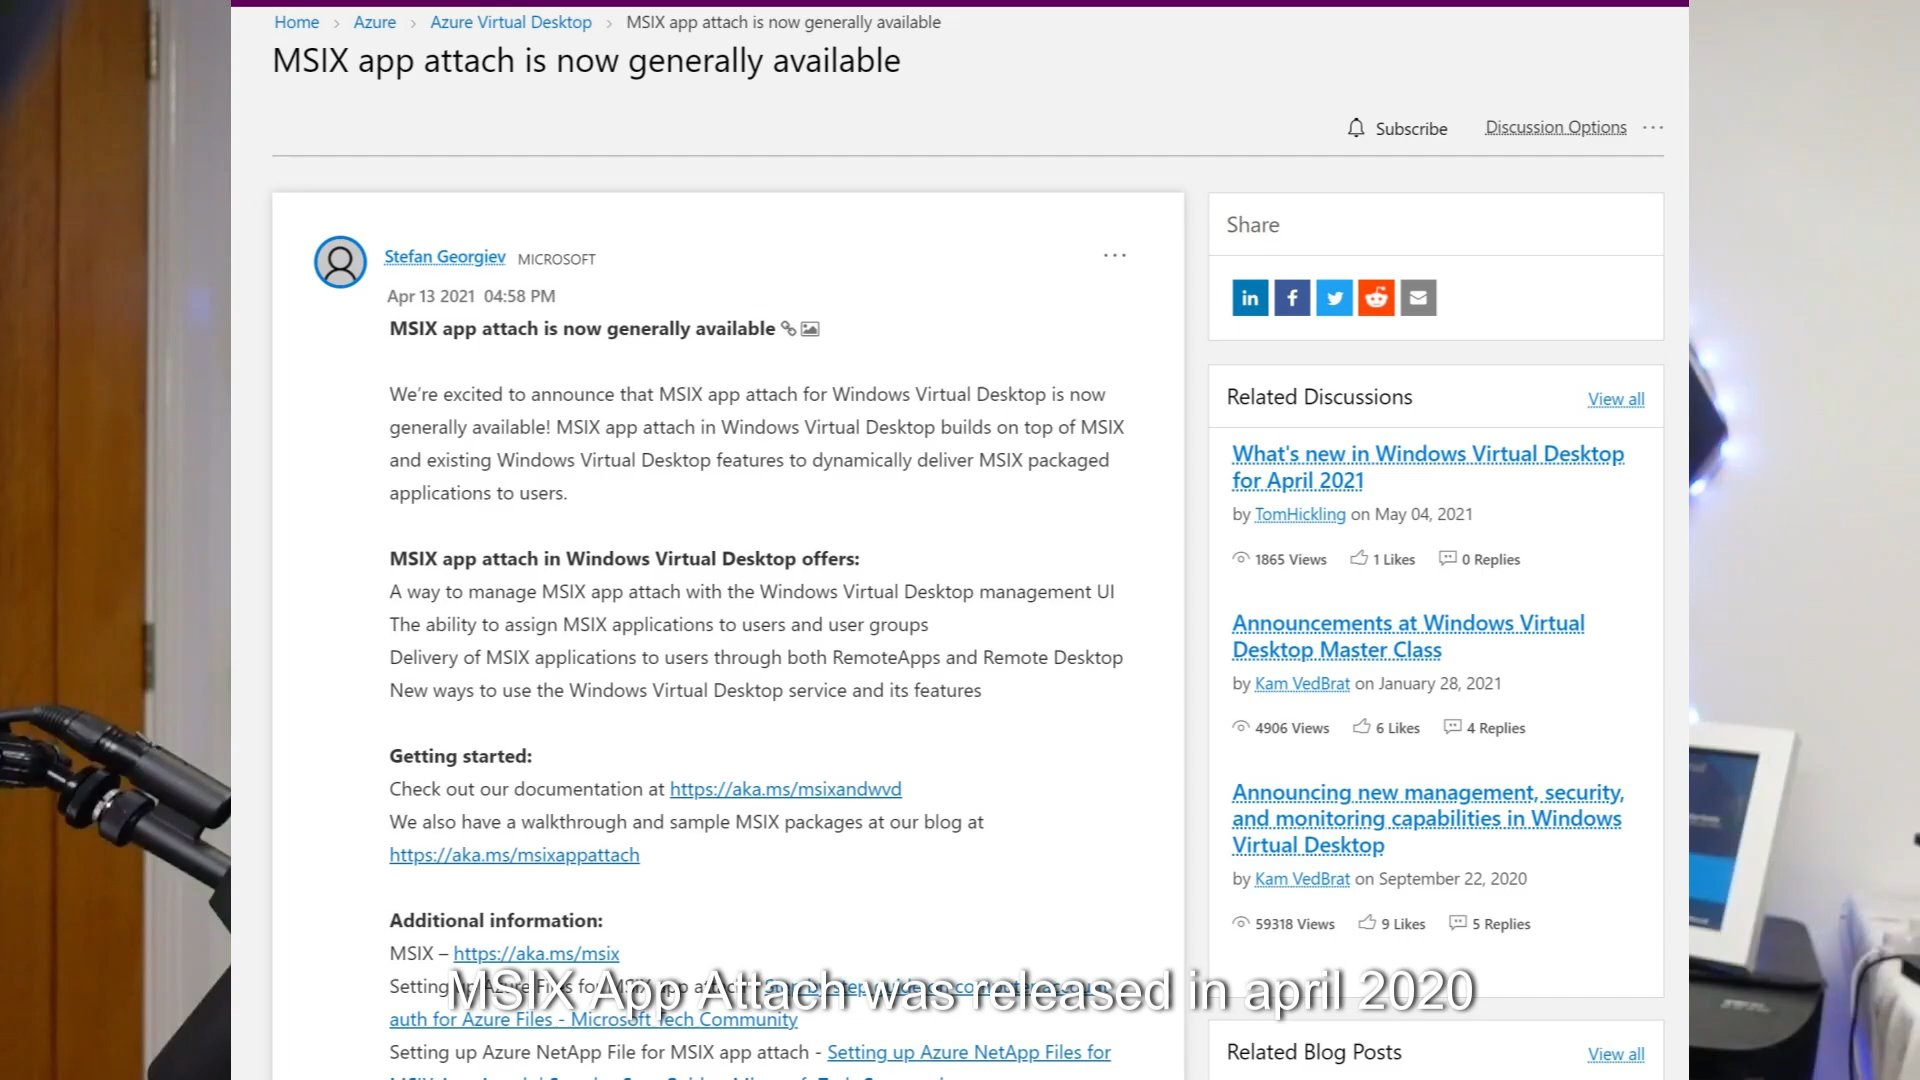 Home > Azure > Azure Virtual Desktop > MSIX app attach is now generally available
MSIX app attach is now generally available
Subscribe Discussion Options ···
Stefan Georgiev MICROSOFT ···
Apr 13 2021 04:58 PM
MSIX app attach is now generally available
We're excited to announce that MSIX app attach for Windows Virtual Desktop is now
generally available! MSIX app attach in Windows Virtual Desktop builds on top of MSIX
and existing Windows Virtual Desktop features to dynamically deliver MSIX packaged
applications to users.
MSIX app attach in Windows Virtual Desktop offers:
A way to manage MSIX app attach with the Windows Virtual Desktop management UI
The ability to assign MSIX applications to users and user groups
Delivery of MSIX applications to users through both RemoteApps and Remote Desktop
New ways to use the Windows Virtual Desktop service and its features
Getting started:
Check out our documentation at https://aka.ms/msixandwvd
We also have a walkthrough and sample MSIX packages at our blog at
https://aka.ms/msixappattach
Additional information:
MSIX – https://aka.ms/msix
Setting up Azure Files for MSIX app attach
auth for Azure Files - Microsoft Tech Community
Setting up Azure NetApp File for MSIX app attach - Setting up Azure NetApp Files for
Share
in f
Related Discussions View all
What's new in Windows Virtual Desktop
for April 2021
by TomHickling on May 04, 2021
1865 Views 1 Likes 0 Replies
Announcements at Windows Virtual
Desktop Master Class
by Kam VedBrat on January 28, 2021
4906 Views 6 Likes 4 Replies
Announcing new management, security,
and monitoring capabilities in Windows
Virtual Desktop
by Kam VedBrat on September 22, 2020
59318 Views 9 Likes 5 Replies
Related Blog Posts View all
MSIX App Attach was released in april 2020